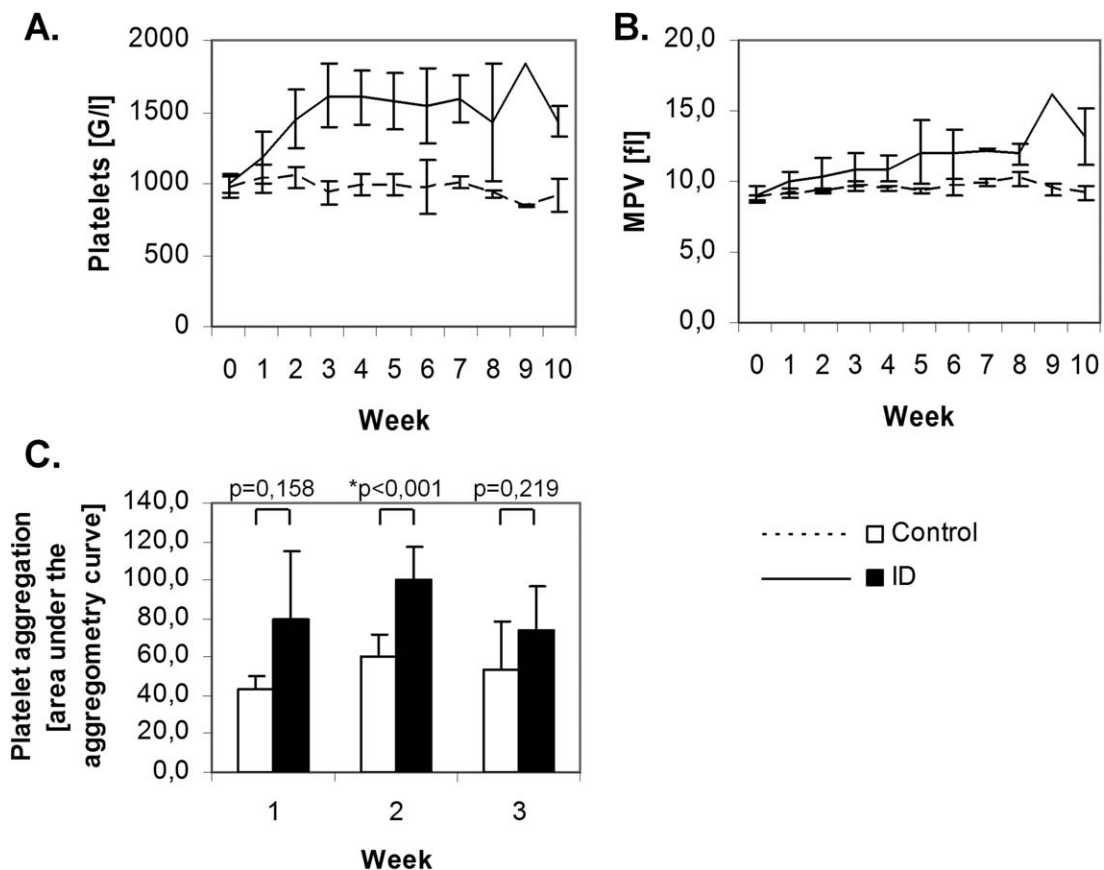 A.
Platelets [G/l]
2000
1500
1000
500
0
0 1 2 3 4 5 6 7 8 9 10
Week
B.
MPV [fl]
20,0
15,0
10,0
5,0
0,0
0 1 2 3 4 5 6 7 8 9 10
Week
C.
Platelet aggregation
[area under the
aggregometry curve]
140,0
120,0
100,0
80,0
60,0
40,0
20,0
0,0
p=0,158 *p<0,001 p=0,219
1 2 3
Week
Control
ID